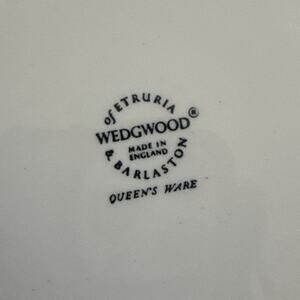 of ETRURIA
WEDGWOOD®
MADE IN
ENGLAND
& BARLASTON
QUEEN'S WARE